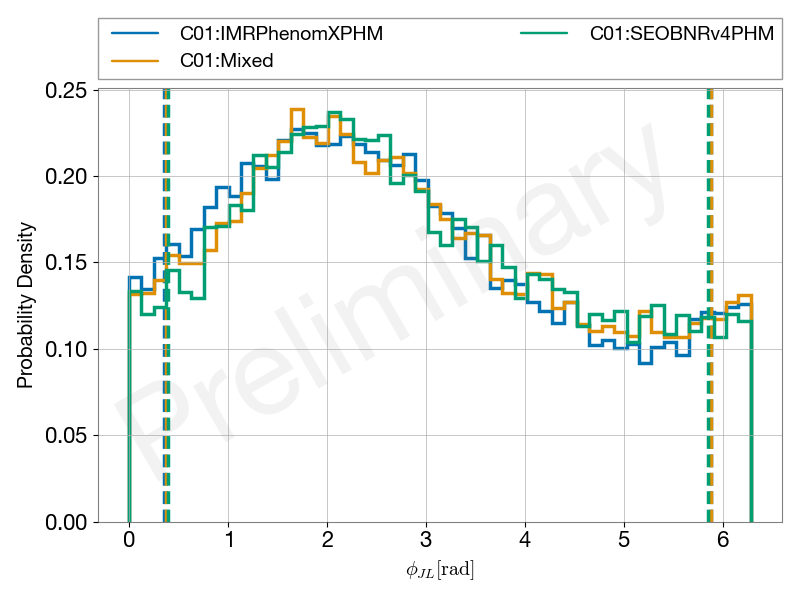 C01:IMRPhenomXPHM
C01:Mixed
C01:SEOBNRv4PHM
0.25
0.20
0.15
0.10
0.05
0.00
Probability Density
Preliminary
0 1 2 3 4 5 6
ϕ_JL[rad]